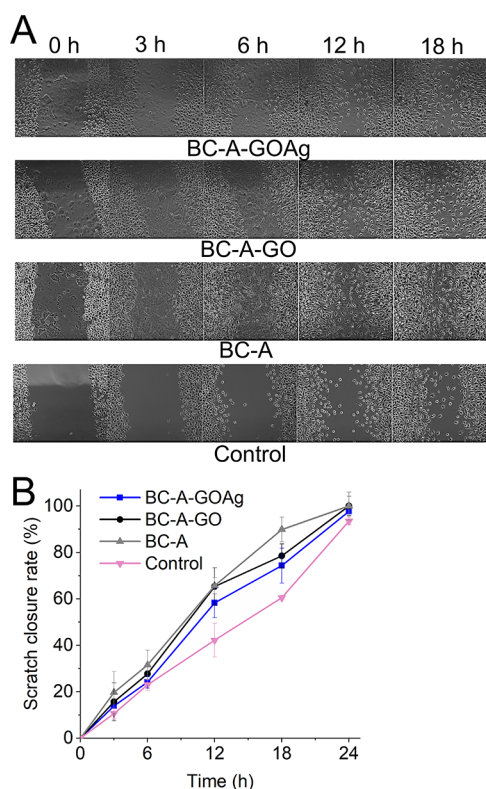 A
0 h 3 h 6 h 12 h 18 h
BC-A-GOAg
BC-A-GO
BC-A
Control
B
BC-A-GOAg
BC-A-GO
BC-A
Control
Scratch closure rate (%)
100
80
60
40
20
0
0 6 12 18 24
Time (h)